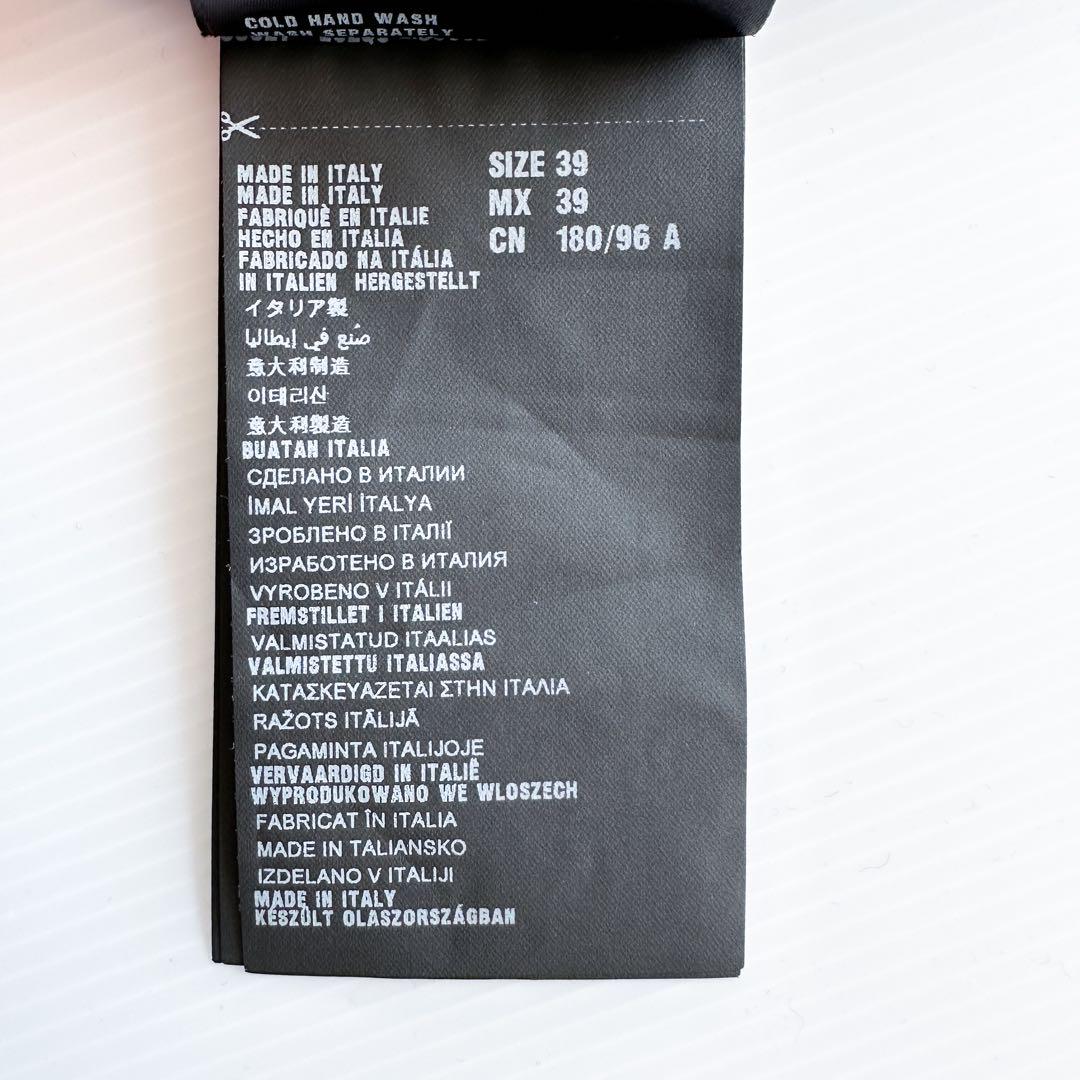 COLD HAND WASH
WASH SEPARATELY
MADE IN ITALY
MADE IN ITALY
FABRIQUÈ EN ITALIE
HECHO EN ITALIA
FABRICADO NA ITÁLIA
IN ITALIEN HERGESTELLT
イタリア製
صُنع في إيطاليا
意大利制造
이태리산
意大利製造
BUATAN ITALIA
СДЕЛАНО В ИТАЛИИ
İMAL YERİ İTALYA
ЗРОБЛЕНО В ІТАЛІЇ
ИЗРАБОТЕНО В ИТАЛИЯ
VYROBENO V ITÁLII
FREMSTILLET I ITALIEN
VALMISTATUD ITAALIAS
VALMISTETTU ITALIASSA
ΚΑΤΑΣΚΕΥΑΖΕΤΑΙ ΣΤΗΝ ΙΤΑΛΙΑ
RAŽOTS ITĀLIJĀ
PAGAMINTA ITALIJOJE
VERVAARDIGD IN ITALIË
WYPRODUKOWANO WE WLOSZECH
FABRICAT ÎN ITALIA
MADE IN TALIANSKO
IZDELANO V ITALIJI
MADE IN ITALY
KÉSZÜLT OLASZORSZÁGBAN
SIZE 39
MX 39
CN 180/96 A